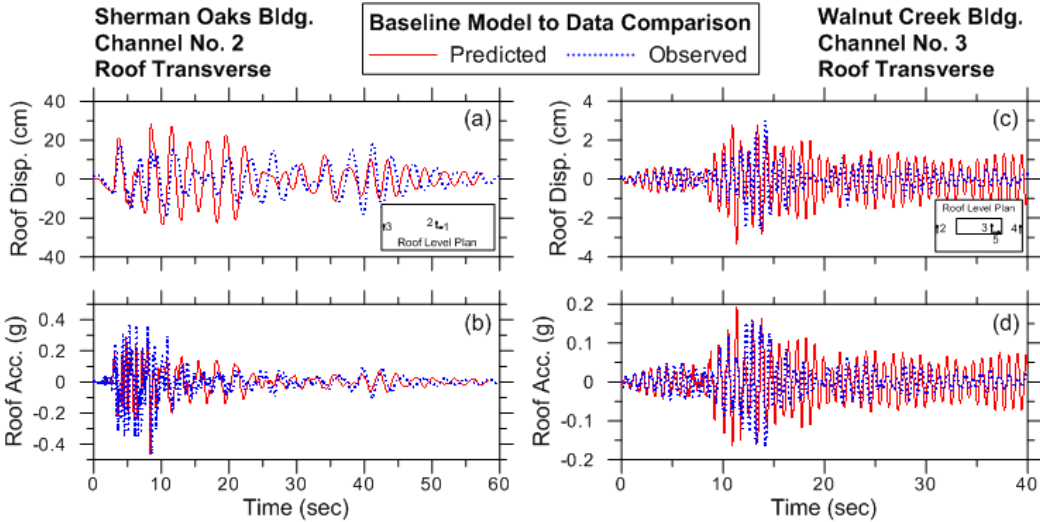 Sherman Oaks Bldg.
Channel No. 2
Roof Transverse
Baseline Model to Data Comparison
Predicted Observed
Walnut Creek Bldg.
Channel No. 3
Roof Transverse
Roof Disp. (cm)
40
20
0
-20
-40
(a)
3
2
1
Roof Level Plan
Roof Disp. (cm)
4
2
0
-2
-4
(c)
Roof Level Plan
2 3 4
5
Roof Acc. (g)
0.4
0.2
0
-0.2
-0.4
(b)
0 10 20 30 40 50 60
Time (sec)
Roof Acc. (g)
0.2
0.1
0
-0.1
-0.2
(d)
0 10 20 30 40
Time (sec)